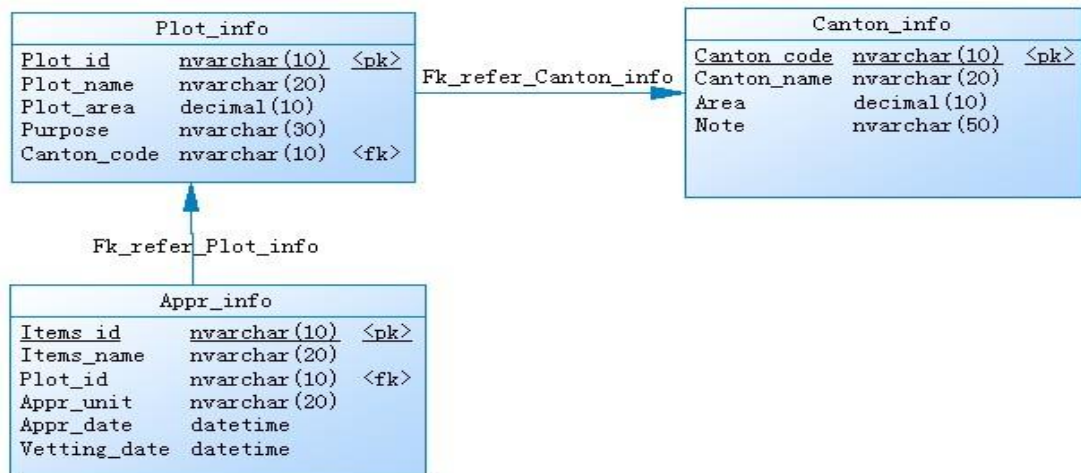 Plot_info
Plot_id nvarchar(10) <pk>
Plot_name nvarchar(20)
Plot_area decimal(10)
Purpose nvarchar(30)
Canton_code nvarchar(10) <fk>
Fk_refer_Canton_info
Canton_info
Canton_code nvarchar(10) <pk>
Canton_name nvarchar(20)
Area decimal(10)
Note nvarchar(50)
Fk_refer_Plot_info
Appr_info
Items_id nvarchar(10) <pk>
Items_name nvarchar(20)
Plot_id nvarchar(10) <fk>
Appr_unit nvarchar(20)
Appr_date datetime
Vetting_date datetime